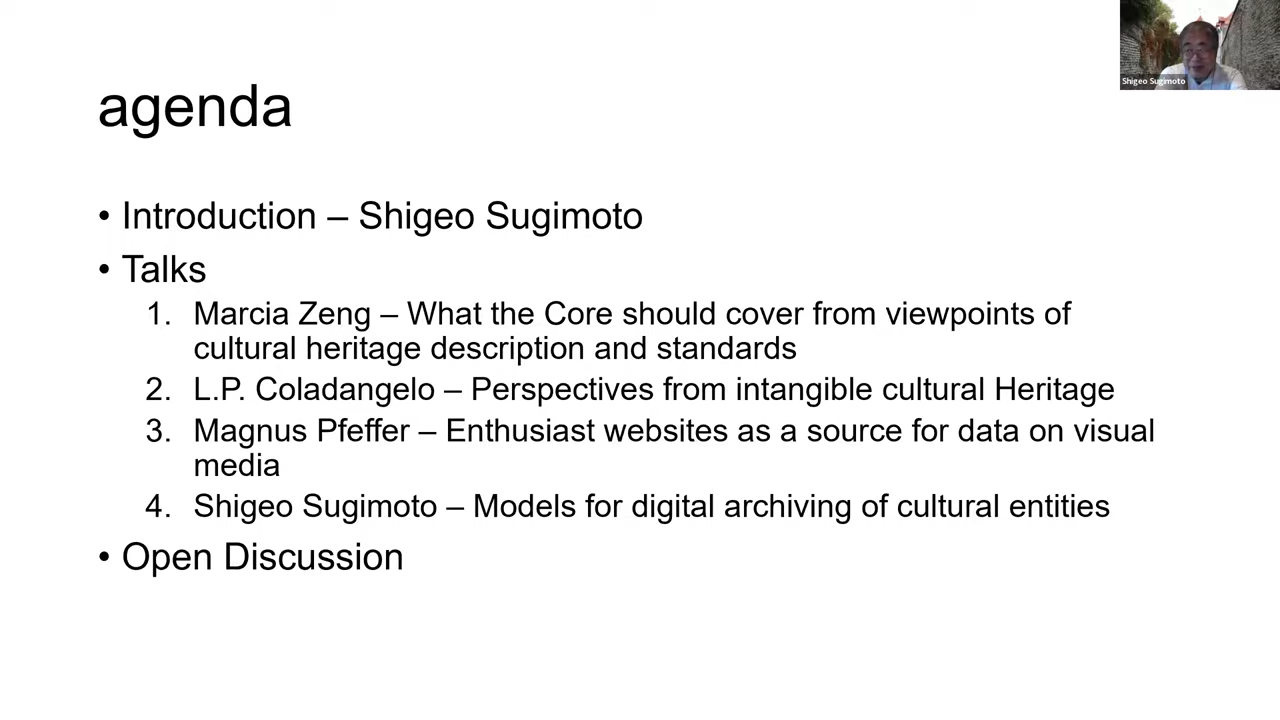 Shigeo Sugimoto
agenda
• Introduction – Shigeo Sugimoto
• Talks
1. Marcia Zeng – What the Core should cover from viewpoints of
cultural heritage description and standards
2. L.P. Coladangelo – Perspectives from intangible cultural Heritage
3. Magnus Pfeffer – Enthusiast websites as a source for data on visual
media
4. Shigeo Sugimoto – Models for digital archiving of cultural entities
• Open Discussion